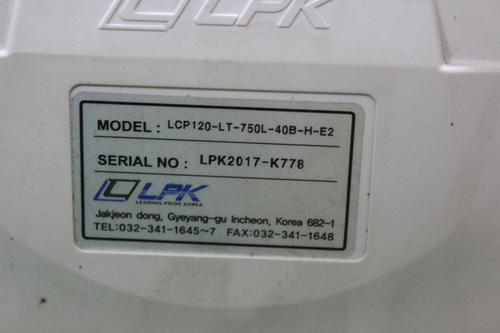 LPK
MODEL : LCP120-LT-750L-40B-H-E2
SERIAL NO : LPK2017-K778
LPK
LEADING PRIDE KOREA
Jakjeon dong, Gyeyang-gu Incheon, Korea 682-1
TEL:032-341-1645~7 FAX:032-341-1648